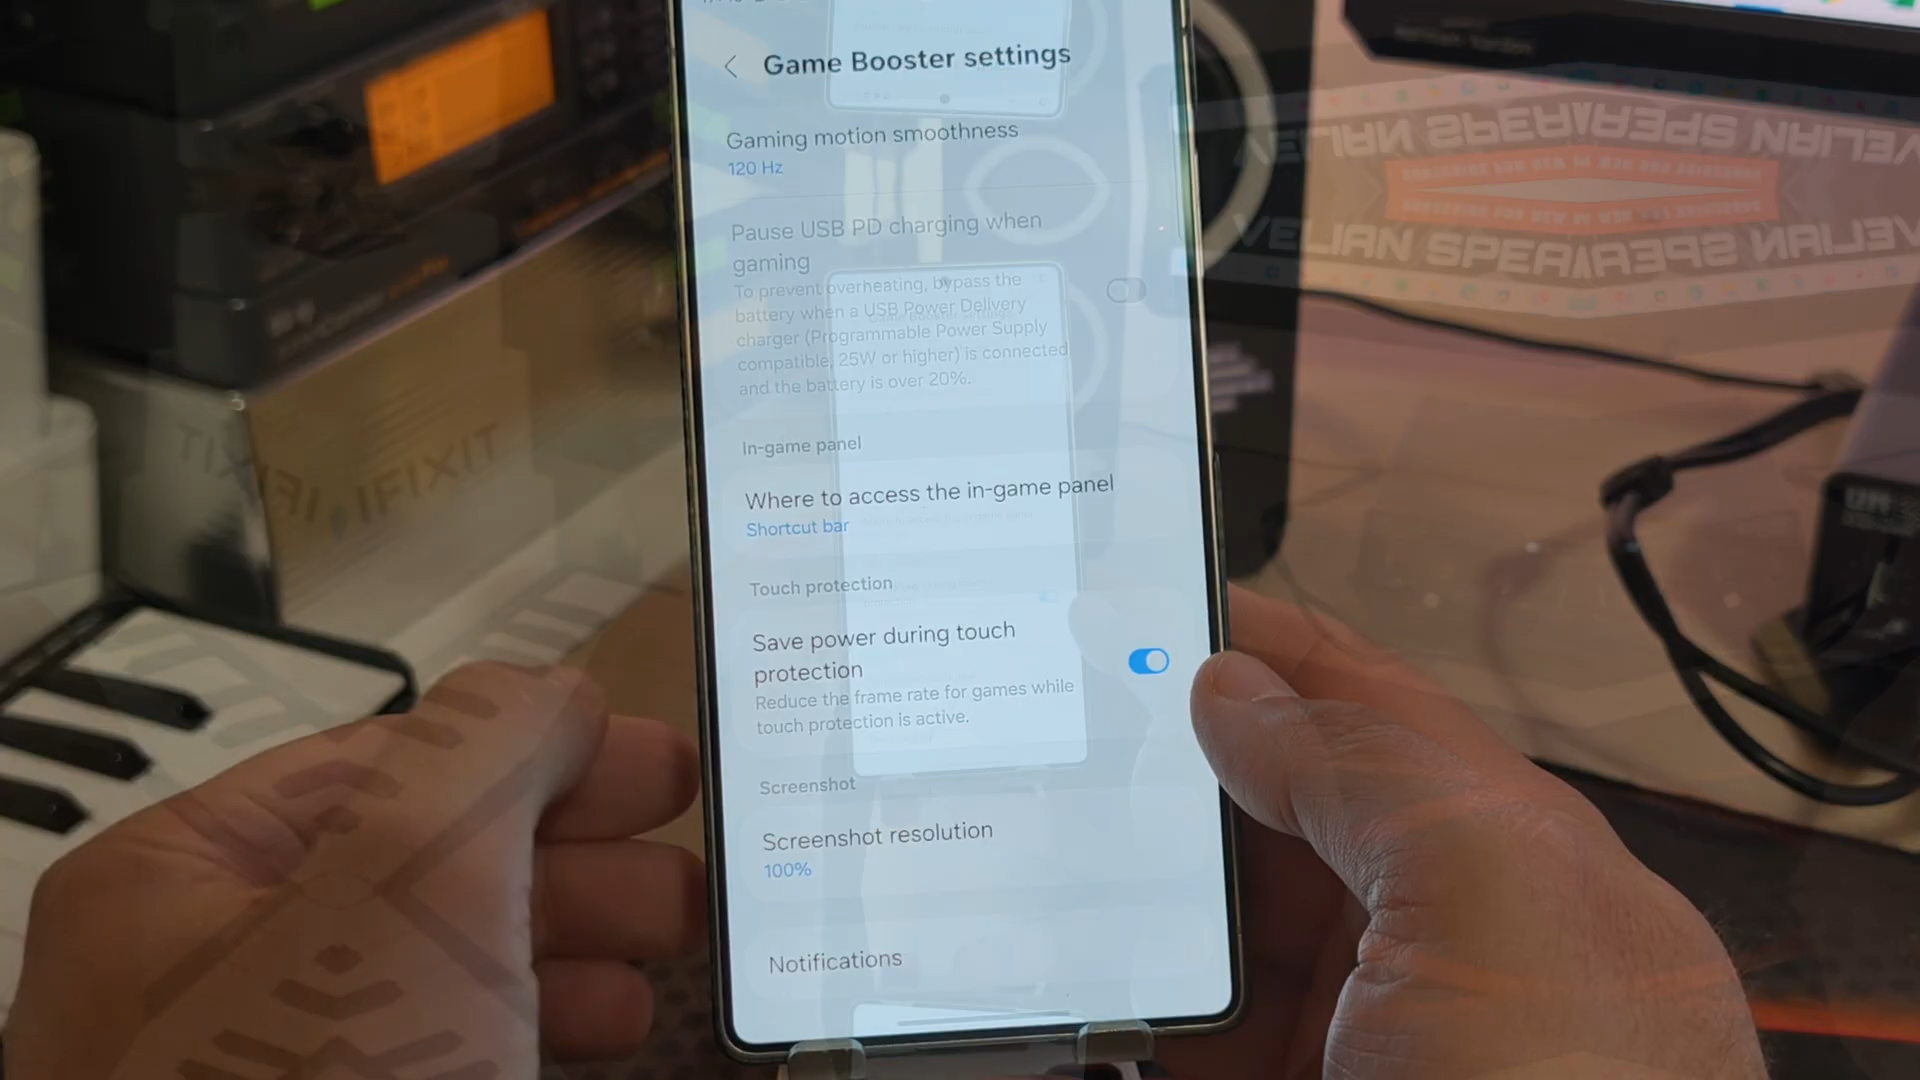 Game Booster settings
Gaming motion smoothness
120 Hz
Pause USB PD charging when
gaming
To prevent overheating, bypass the
battery when a USB Power Delivery
charger (Programmable Power Supply
compatible, 25W or higher) is connected
and the battery is over 20%.
In-game panel
Where to access the in-game panel
Shortcut bar
Touch protection
Save power during touch
protection
Reduce the frame rate for games while
touch protection is active.
Screenshot
Screenshot resolution
100%
Notifications
IFIXIT
VELIAN SPEAR